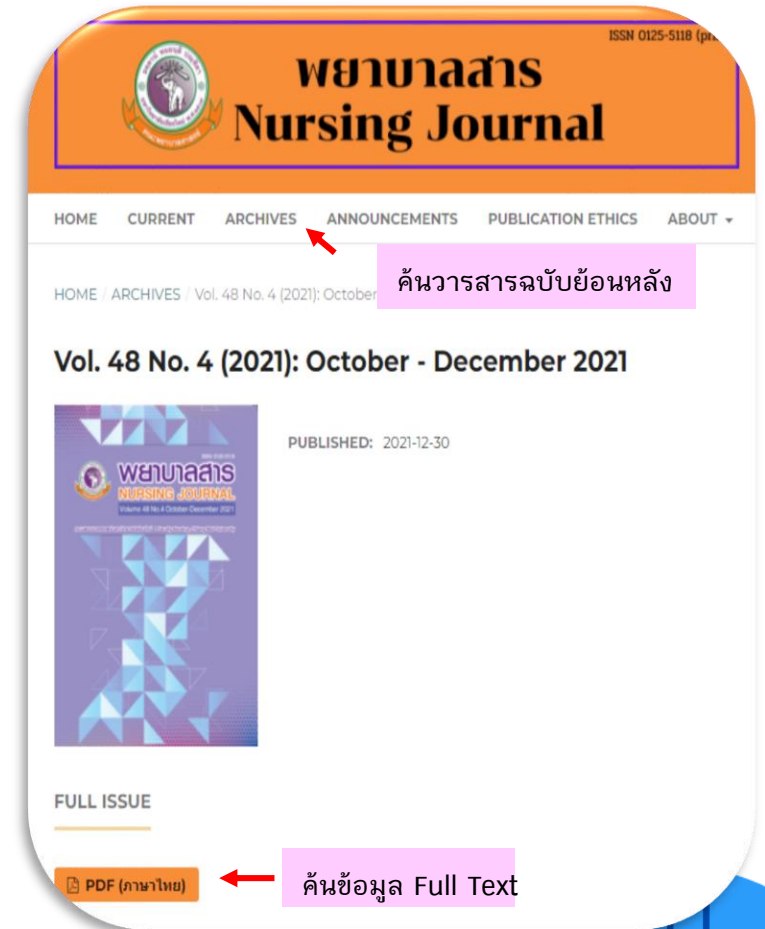 ISSN 0125-5118
พยาบาลสาร
Nursing Journal
HOME CURRENT ARCHIVES ANNOUNCEMENTS PUBLICATION ETHICS ABOUT
ค้นวารสารฉบับย้อนหลัง
HOME / ARCHIVES / Vol. 48 No. 4 (2021): October
Vol. 48 No. 4 (2021): October - December 2021
PUBLISHED: 2021-12-30
พยาบาลสาร
NURSING JOURNAL
Volume 48 No.4 October-December 2021
FULL ISSUE
PDF (ภาษาไทย)
ค้นข้อมูล Full Text